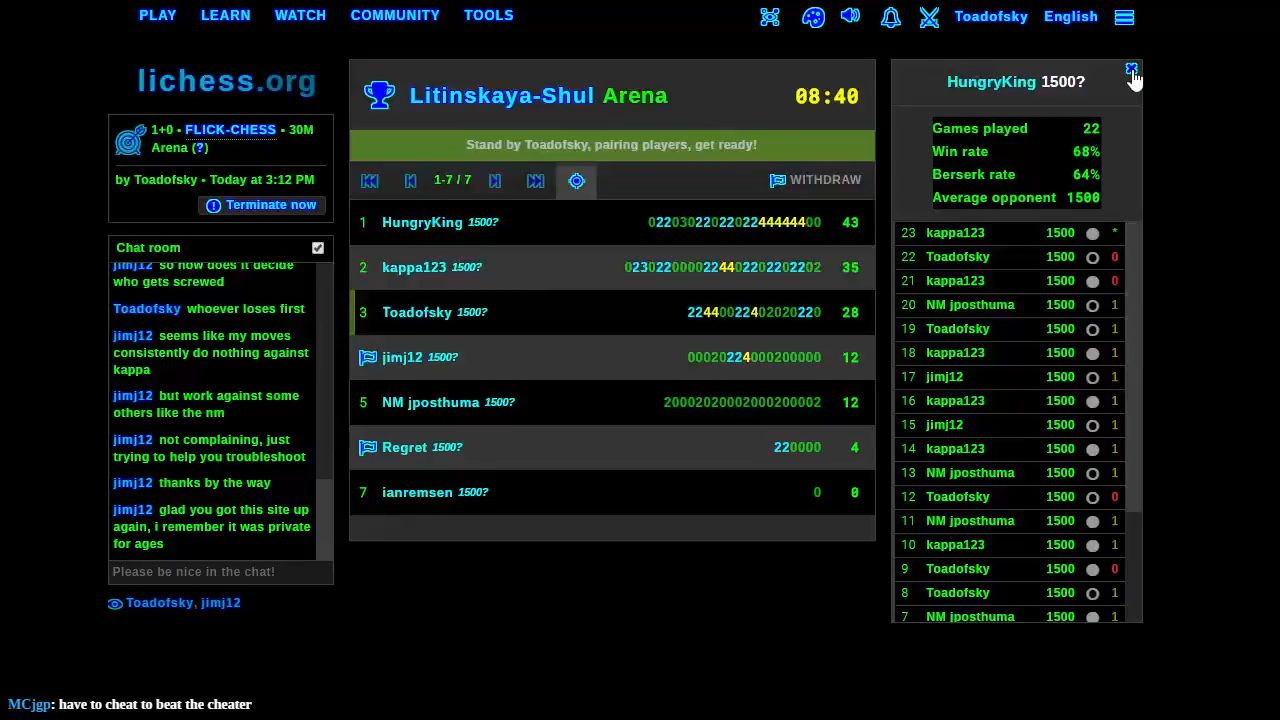 PLAY LEARN WATCH COMMUNITY TOOLS Toadofsky English
lichess.org
1+0 • FLICK-CHESS • 30M
Arena (?)
by Toadofsky • Today at 3:12 PM
Terminate now
Chat room
jimj12 so now does it decide
who gets screwed
Toadofsky whoever loses first
jimj12 seems like my moves
consistently do nothing against
kappa
jimj12 but work against some
others like the nm
jimj12 not complaining, just
trying to help you troubleshoot
jimj12 thanks by the way
jimj12 glad you got this site up
again, i remember it was private
for ages
Please be nice in the chat!
Toadofsky, jimj12
Litinskaya-Shul Arena 08:40
Stand by Toadofsky, pairing players, get ready!
1-7 / 7 WITHDRAW
1 HungryKing 1500? 0220302202202244444400 43
2 kappa123 1500? 0230220000224402202202202 35
3 Toadofsky 1500? 22440022402020220 28
jimj12 1500? 00020224000200000 12
5 NM jposthuma 1500? 20002020002000200002 12
Regret 1500? 220000 4
7 ianremsen 1500? 0 0
HungryKing 1500?
Games played 22
Win rate 68%
Berserk rate 64%
Average opponent 1500
23 kappa123 1500 *
22 Toadofsky 1500 0
21 kappa123 1500 0
20 NM jposthuma 1500 1
19 Toadofsky 1500 1
18 kappa123 1500 1
17 jimj12 1500 1
16 kappa123 1500 1
15 jimj12 1500 1
14 kappa123 1500 1
13 NM jposthuma 1500 1
12 Toadofsky 1500 0
11 NM jposthuma 1500 1
10 kappa123 1500 1
9 Toadofsky 1500 0
8 Toadofsky 1500 1
7 NM jposthuma 1500 1
MCjgp: have to cheat to beat the cheater